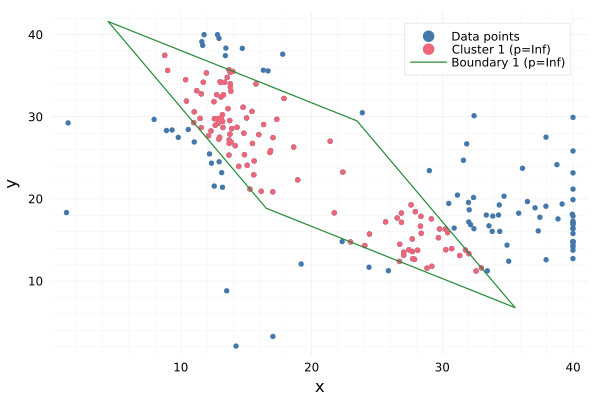 Data points
Cluster 1 (p=Inf)
Boundary 1 (p=Inf)
40
30
20
10
y
10 20 30 40
x